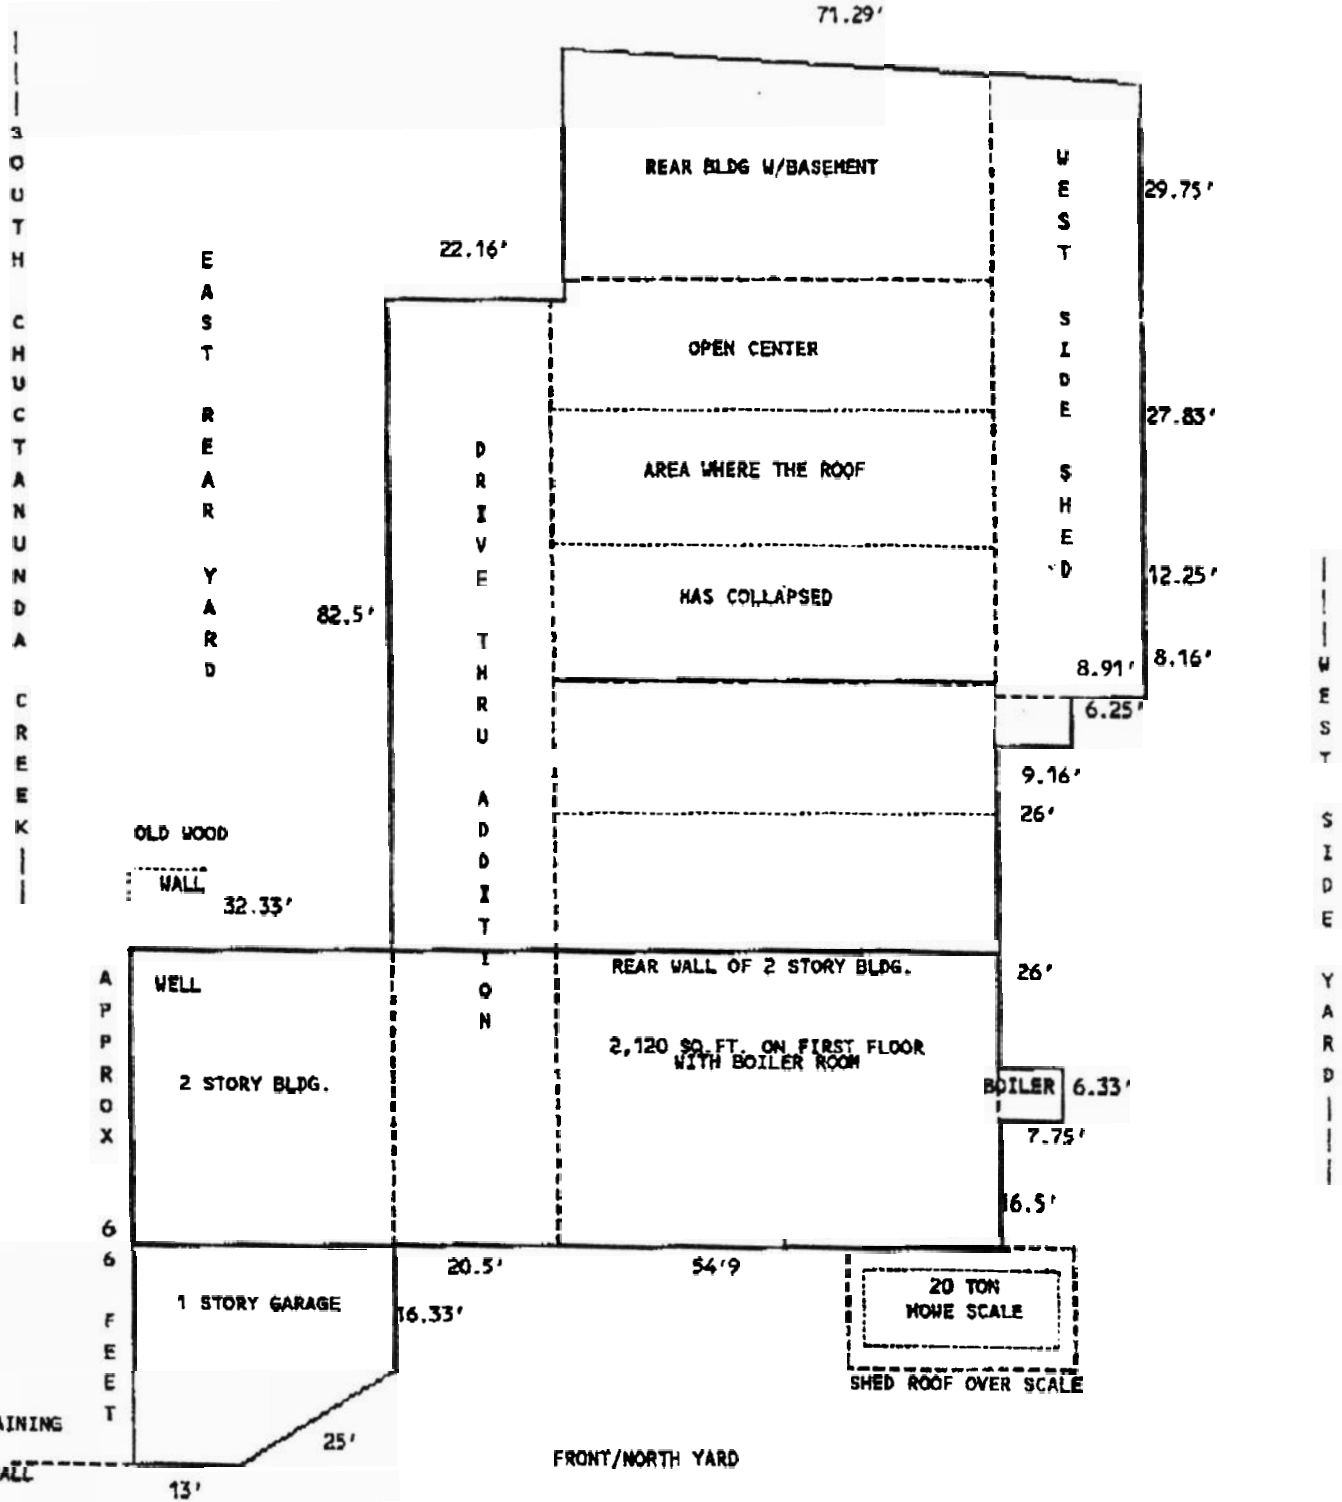 71.29'
SOUTH CHUCTANUNDA CREEK
REAR BLDG W/BASEMENT
WEST SIDE SHED
29.75'
22.16'
EAST REAR YARD
OPEN CENTER
27.83'
DRIVE THRU ADDITION
AREA WHERE THE ROOF
12.25'
HAS COLLAPSED
82.5'
8.91'
8.16'
WEST SIDE YARD
6.25'
9.16'
26'
OLD WOOD
WALL
32.33'
REAR WALL OF 2 STORY BLDG.
26'
APPROX 66 FEET
WELL
2,120 SQ.FT. ON FIRST FLOOR
WITH BOILER ROOM
2 STORY BLDG.
BOILER
6.33'
7.75'
16.5'
20.5'
54'9
1 STORY GARAGE
16.33'
20 TON
HOWE SCALE
SHED ROOF OVER SCALE
AINING
ALL
25'
FRONT/NORTH YARD
13'